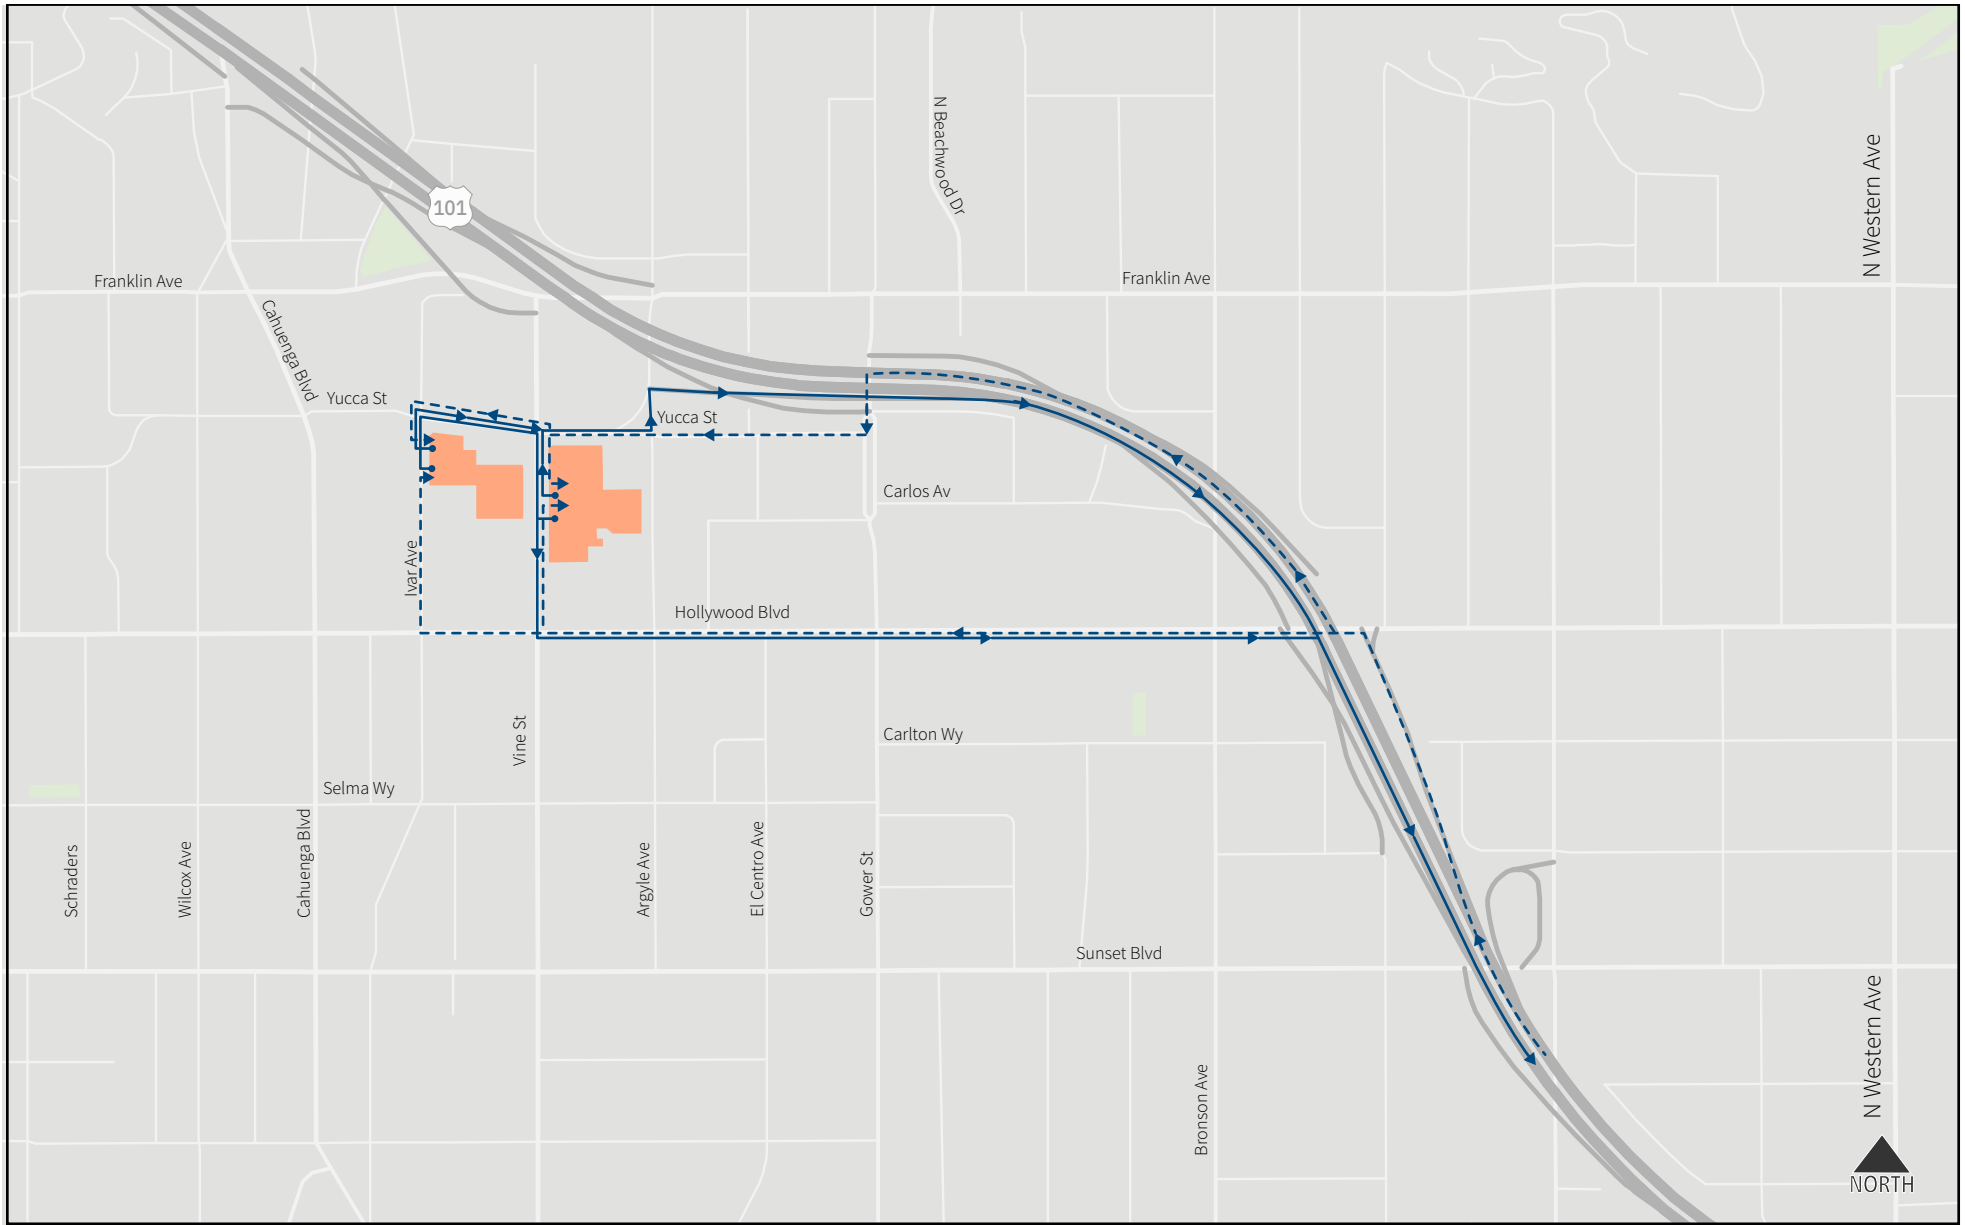 N Beachwood Dr
N Western Ave
101
Franklin Ave
Franklin Ave
Cahuenga Blvd
Yucca St
Yucca St
Carlos Av
Ivar Ave
Hollywood Blvd
Vine St
Carlton Wy
Selma Wy
Schraders
Wilcox Ave
Cahuenga Blvd
Argyle Ave
El Centro Ave
Gower St
Sunset Blvd
N Western Ave
Bronson Ave
NORTH